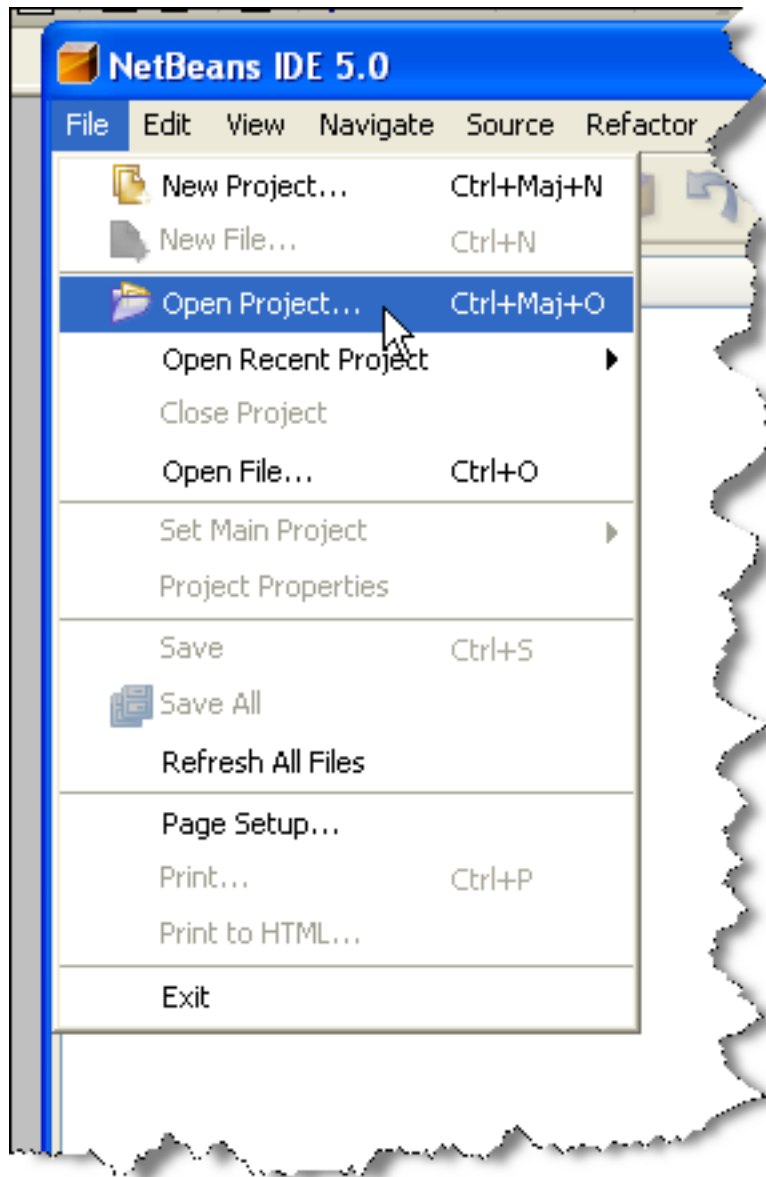 NetBeans IDE 5.0
File Edit View Navigate Source Refactor
New Project... Ctrl+Maj+N
New File... Ctrl+N
Open Project... Ctrl+Maj+O
Open Recent Project
Close Project
Open File... Ctrl+O
Set Main Project
Project Properties
Save Ctrl+S
Save All
Refresh All Files
Page Setup...
Print... Ctrl+P
Print to HTML...
Exit